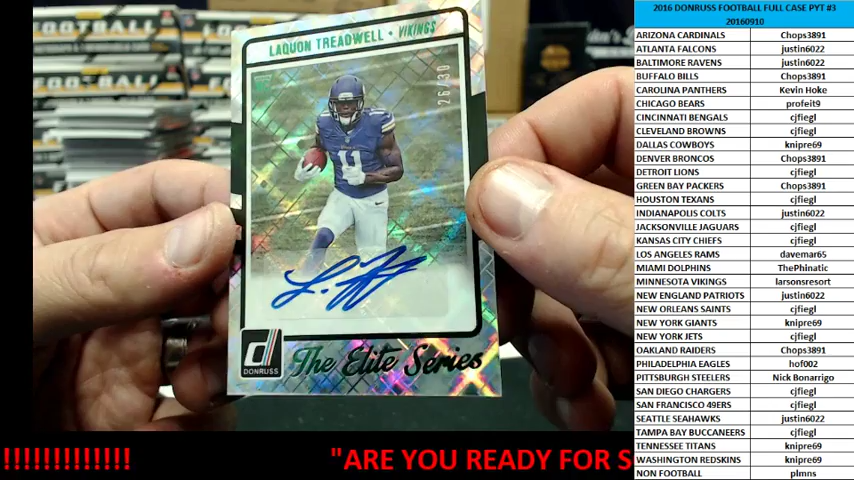 LAQUON TREADWELL • VIKINGS
26/30
11
DONRUSS
The Elite Series
2016 DONRUSS FOOTBALL FULL CASE PYT #3
20160910
ARIZONA CARDINALS Chops3891
ATLANTA FALCONS justin6022
BALTIMORE RAVENS justin6022
BUFFALO BILLS Chops3891
CAROLINA PANTHERS Kevin Hoke
CHICAGO BEARS profeit9
CINCINNATI BENGALS cjfiegl
CLEVELAND BROWNS cjfiegl
DALLAS COWBOYS knipre69
DENVER BRONCOS Chops3891
DETROIT LIONS cjfiegl
GREEN BAY PACKERS Chops3891
HOUSTON TEXANS cjfiegl
INDIANAPOLIS COLTS justin6022
JACKSONVILLE JAGUARS cjfiegl
KANSAS CITY CHIEFS cjfiegl
LOS ANGELES RAMS davemar65
MIAMI DOLPHINS ThePhinatic
MINNESOTA VIKINGS larsonsresort
NEW ENGLAND PATRIOTS justin6022
NEW ORLEANS SAINTS cjfiegl
NEW YORK GIANTS knipre69
NEW YORK JETS cjfiegl
OAKLAND RAIDERS Chops3891
PHILADELPHIA EAGLES hof002
PITTSBURGH STEELERS Nick Bonarrigo
SAN DIEGO CHARGERS cjfiegl
SAN FRANCISCO 49ERS cjfiegl
SEATTLE SEAHAWKS justin6022
TAMPA BAY BUCCANEERS cjfiegl
TENNESSEE TITANS knipre69
WASHINGTON REDSKINS knipre69
NON FOOTBALL plmns
!!!!!!!!!!!!! "ARE YOU READY FOR S